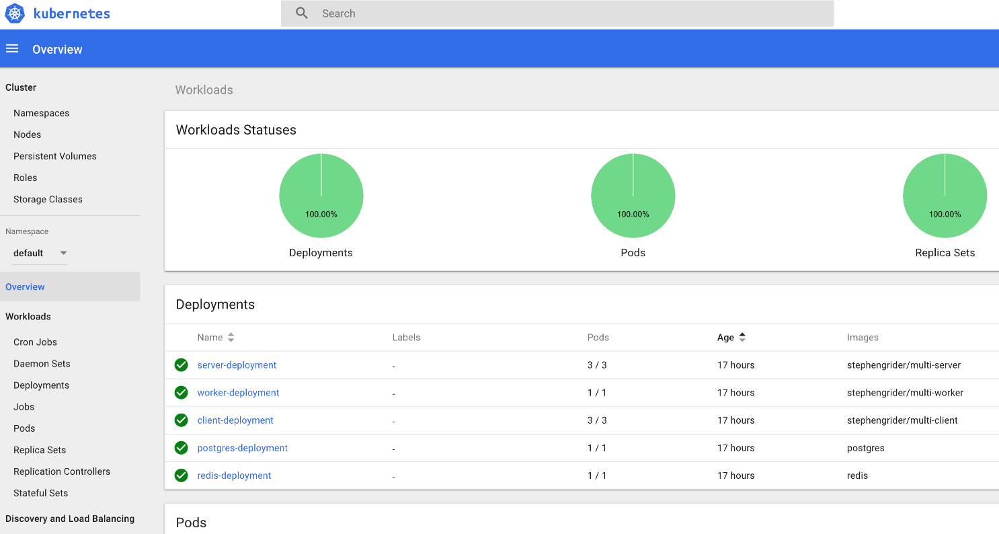 kubernetes
Search
Overview
Cluster
Namespaces
Nodes
Persistent Volumes
Roles
Storage Classes
Namespace
default
Overview
Workloads
Cron Jobs
Daemon Sets
Deployments
Jobs
Pods
Replica Sets
Replication Controllers
Stateful Sets
Discovery and Load Balancing
Workloads
Workloads Statuses
100.00% 100.00% 100.00%
Deployments Pods Replica Sets
Deployments
Name Labels Pods Age Images
server-deployment - 3 / 3 17 hours stephengrider/multi-server
worker-deployment - 1 / 1 17 hours stephengrider/multi-worker
client-deployment - 3 / 3 17 hours stephengrider/multi-client
postgres-deployment - 1 / 1 17 hours postgres
redis-deployment - 1 / 1 17 hours redis
Pods